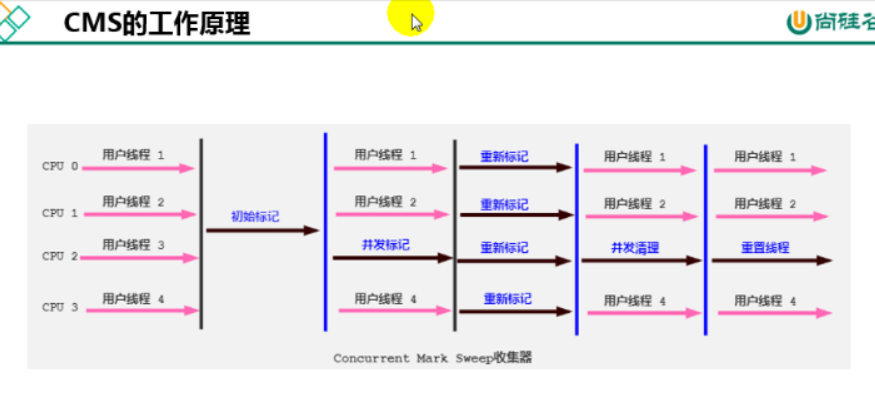 CMS的工作原理
尚硅谷
CPU 0 用户线程 1 用户线程 1 重新标记 用户线程 1 用户线程 1
CPU 1 用户线程 2 初始标记 用户线程 2 重新标记 用户线程 2 用户线程 2
CPU 2 用户线程 3 并发标记 重新标记 并发清理 重置线程
CPU 3 用户线程 4 用户线程 4 重新标记 用户线程 4 用户线程 4
Concurrent Mark Sweep收集器